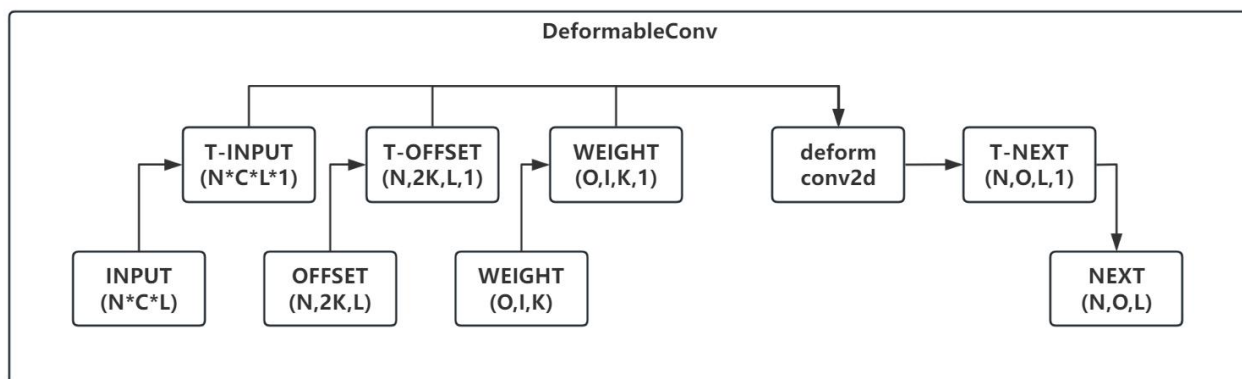 DeformableConv
T-INPUT
(N*C*L*1)
T-OFFSET
(N,2K,L,1)
WEIGHT
(O,I,K,1)
deform
conv2d
T-NEXT
(N,O,L,1)
INPUT
(N*C*L)
OFFSET
(N,2K,L)
WEIGHT
(O,I,K)
NEXT
(N,O,L)